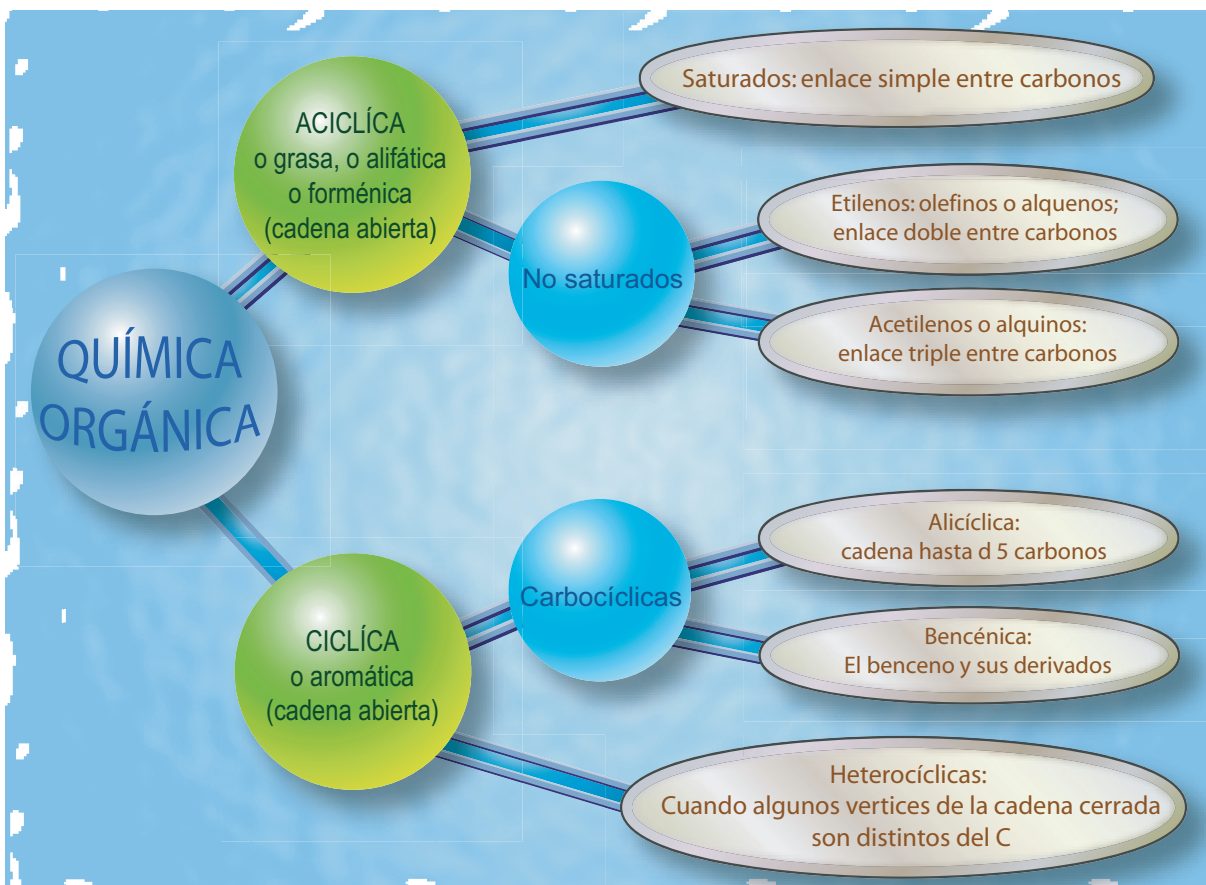 QUÍMICA
ORGÁNICA
ACICLÍCA
o grasa, o alifática
o forménica
(cadena abierta)
Saturados: enlace simple entre carbonos
No saturados
Etilenos: olefinos o alquenos;
enlace doble entre carbonos
Acetilenos o alquinos:
enlace triple entre carbonos
CICLÍCA
o aromática
(cadena abierta)
Carbocíclicas
Alicíclica:
cadena hasta d 5 carbonos
Bencénica:
El benceno y sus derivados
Heterocíclicas:
Cuando algunos vertices de la cadena cerrada
son distintos del C